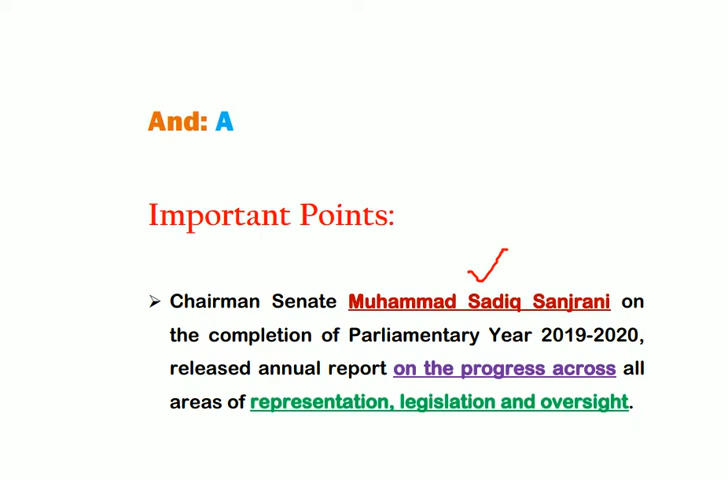 And: A
Important Points:
➢ Chairman Senate Muhammad Sadiq Sanjrani on
the completion of Parliamentary Year 2019-2020,
released annual report on the progress across all
areas of representation, legislation and oversight.